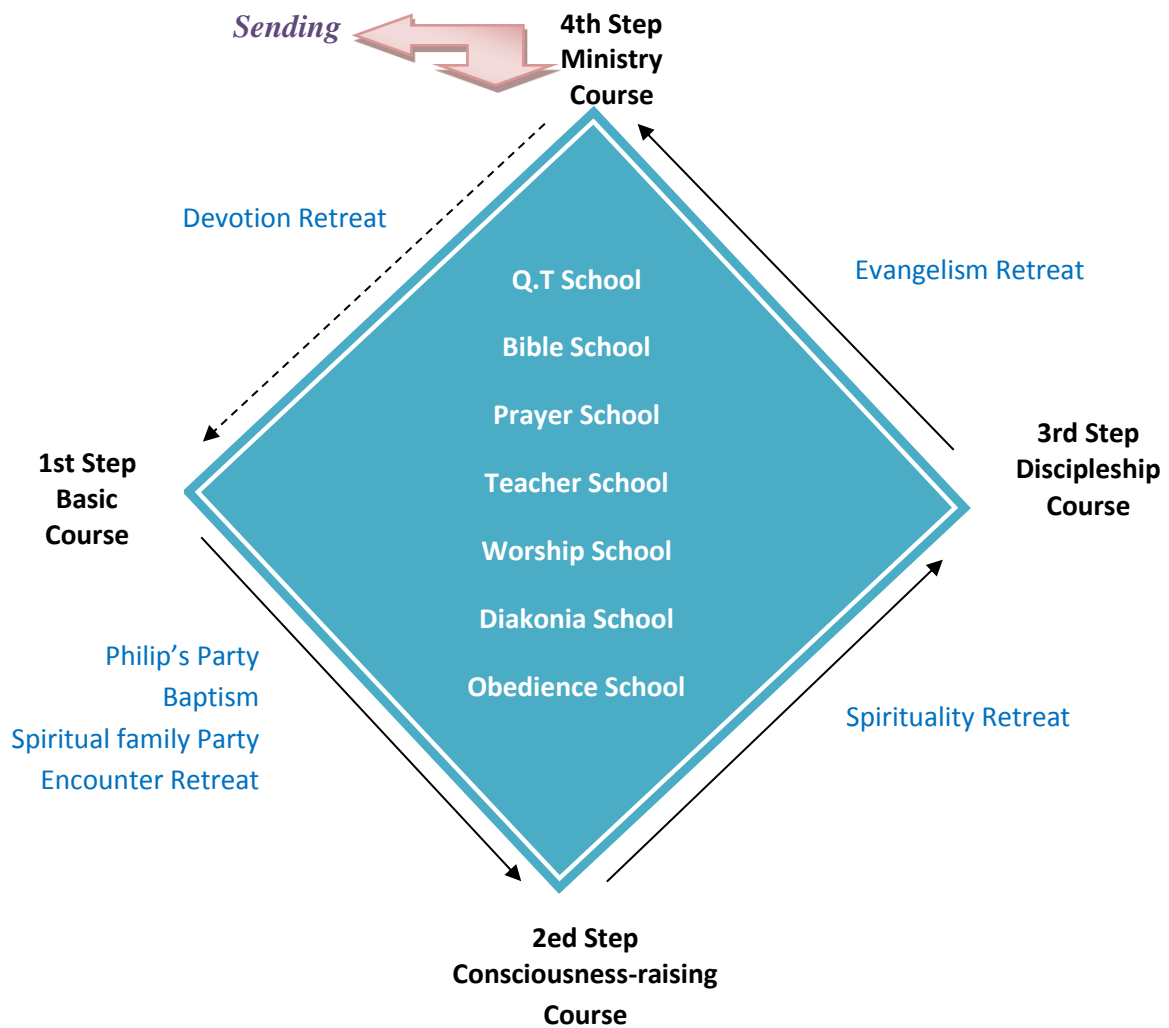 Sending
4th Step
Ministry
Course
Devotion Retreat
Evangelism Retreat
Q.T School
Bible School
Prayer School
Teacher School
Worship School
Diakonia School
Obedience School
1st Step
Basic
Course
3rd Step
Discipleship
Course
Philip’s Party
Baptism
Spiritual family Party
Encounter Retreat
Spirituality Retreat
2ed Step
Consciousness-raising
Course